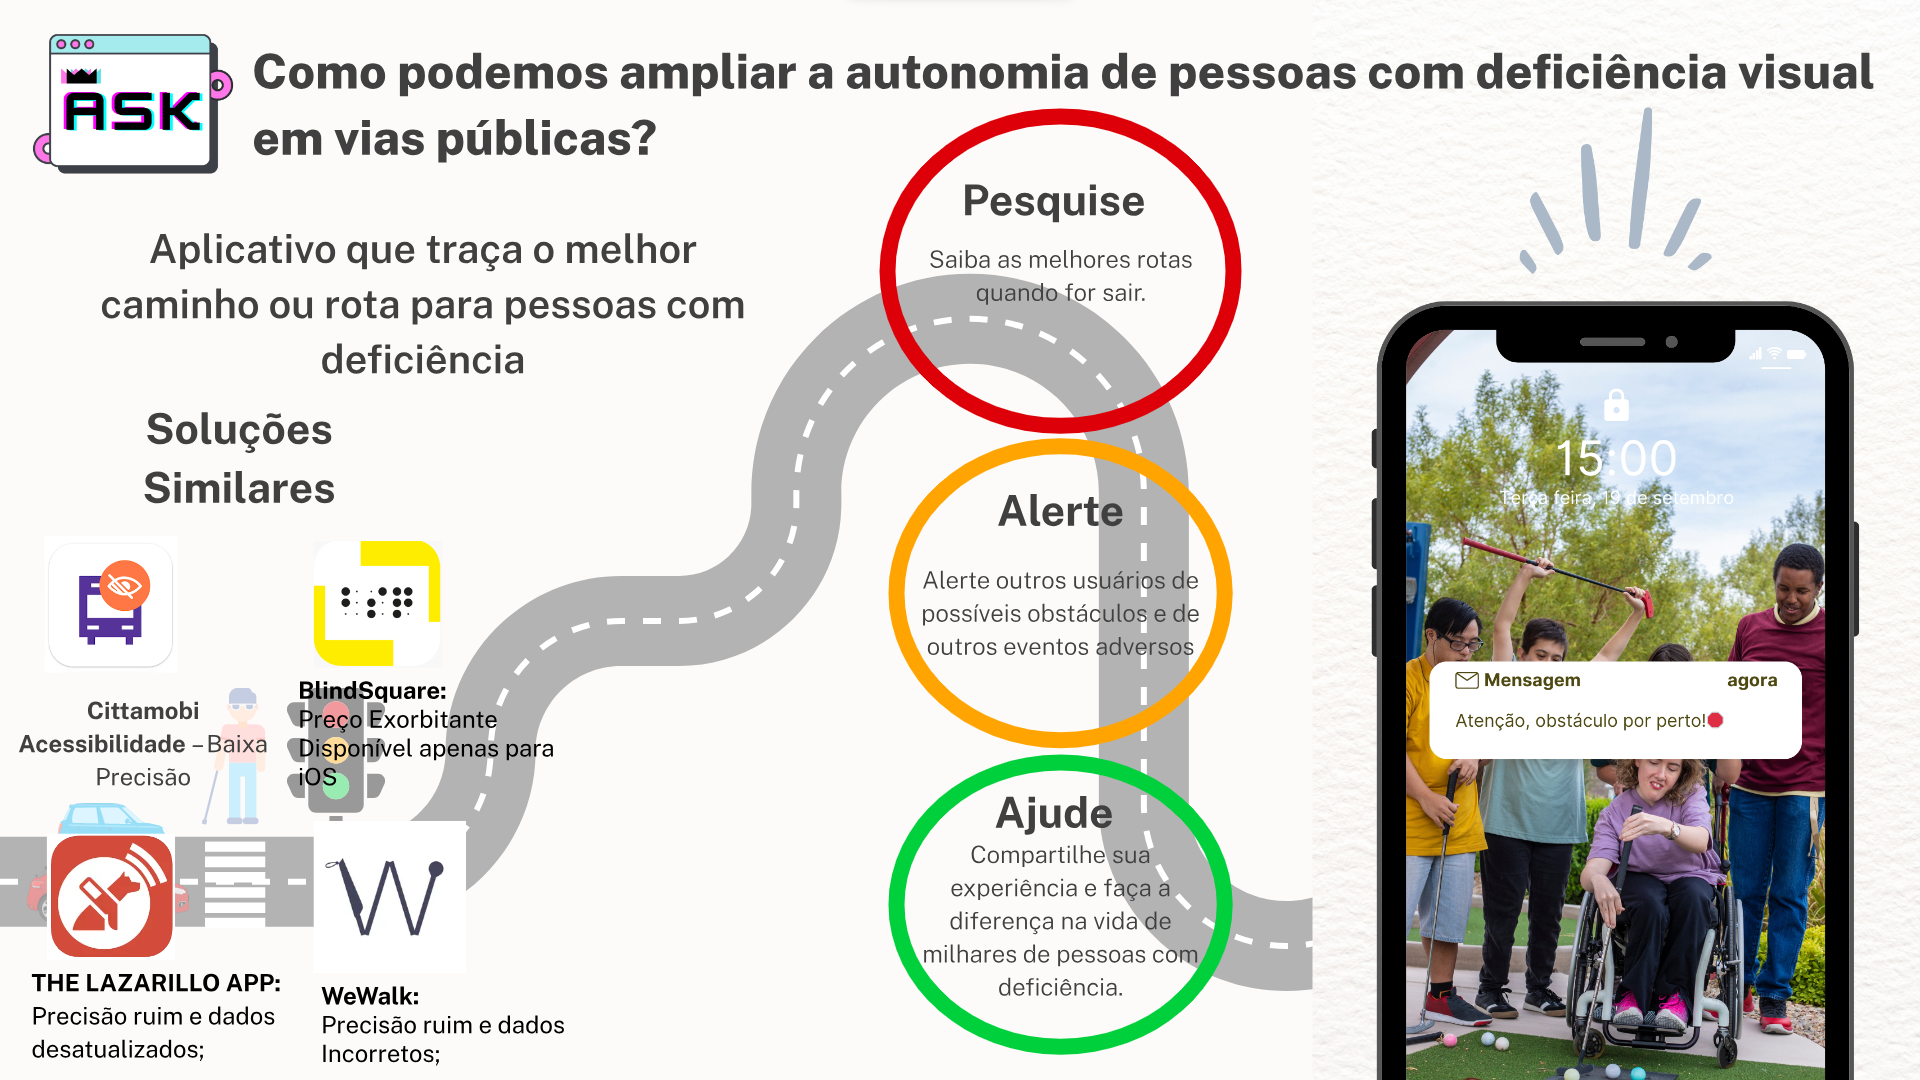 ASK
Como podemos ampliar a autonomia de pessoas com deficiência visual
em vias públicas?
Aplicativo que traça o melhor
caminho ou rota para pessoas com
deficiência
Soluções
Similares
Cittamobi
Acessibilidade – Baixa
Precisão
BlindSquare:
Preço Exorbitante
Disponível apenas para
iOS
THE LAZARILLO APP:
Precisão ruim e dados
desatualizados;
W
WeWalk:
Precisão ruim e dados
Incorretos;
Pesquise
Saiba as melhores rotas
quando for sair.
Alerte
Alerte outros usuários de
possíveis obstáculos e de
outros eventos adversos
Ajude
Compartilhe sua
experiência e faça a
diferença na vida de
milhares de pessoas com
deficiência.
15:00
Terça feira, 19 de setembro
Mensagem agora
Atenção, obstáculo por perto!